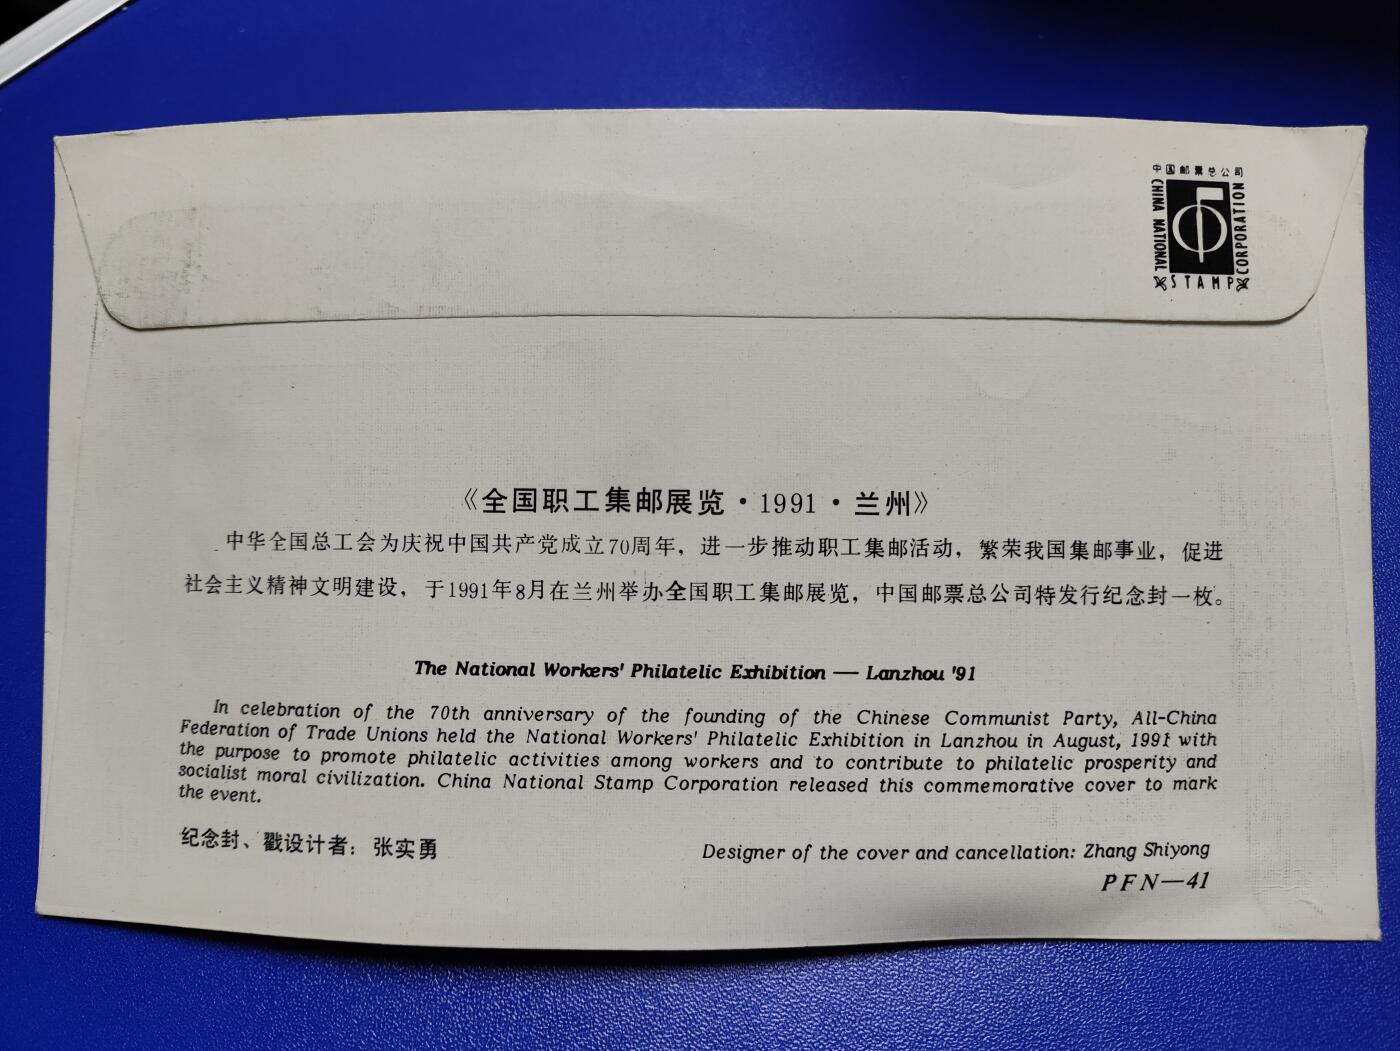 中国邮票总公司
CHINA NATIONAL
STAMP
CORPORATION
《全国职工集邮展览·1991·兰州》
中华全国总工会为庆祝中国共产党成立70周年，进一步推动职工集邮活动，繁荣我国集邮事业，促进
社会主义精神文明建设，于1991年8月在兰州举办全国职工集邮展览，中国邮票总公司特发行纪念封一枚。
The National Workers' Philatelic Exhibition — Lanzhou '91
In celebration of the 70th anniversary of the founding of the Chinese Communist Party, All-China
Federation of Trade Unions held the National Workers' Philatelic Exhibition in Lanzhou in August, 1991 with
the purpose to promote philatelic activities among workers and to contribute to philatelic prosperity and
socialist moral civilization. China National Stamp Corporation released this commemorative cover to mark
the event.
纪念封、戳设计者：张实勇
Designer of the cover and cancellation: Zhang Shiyong
PFN—41